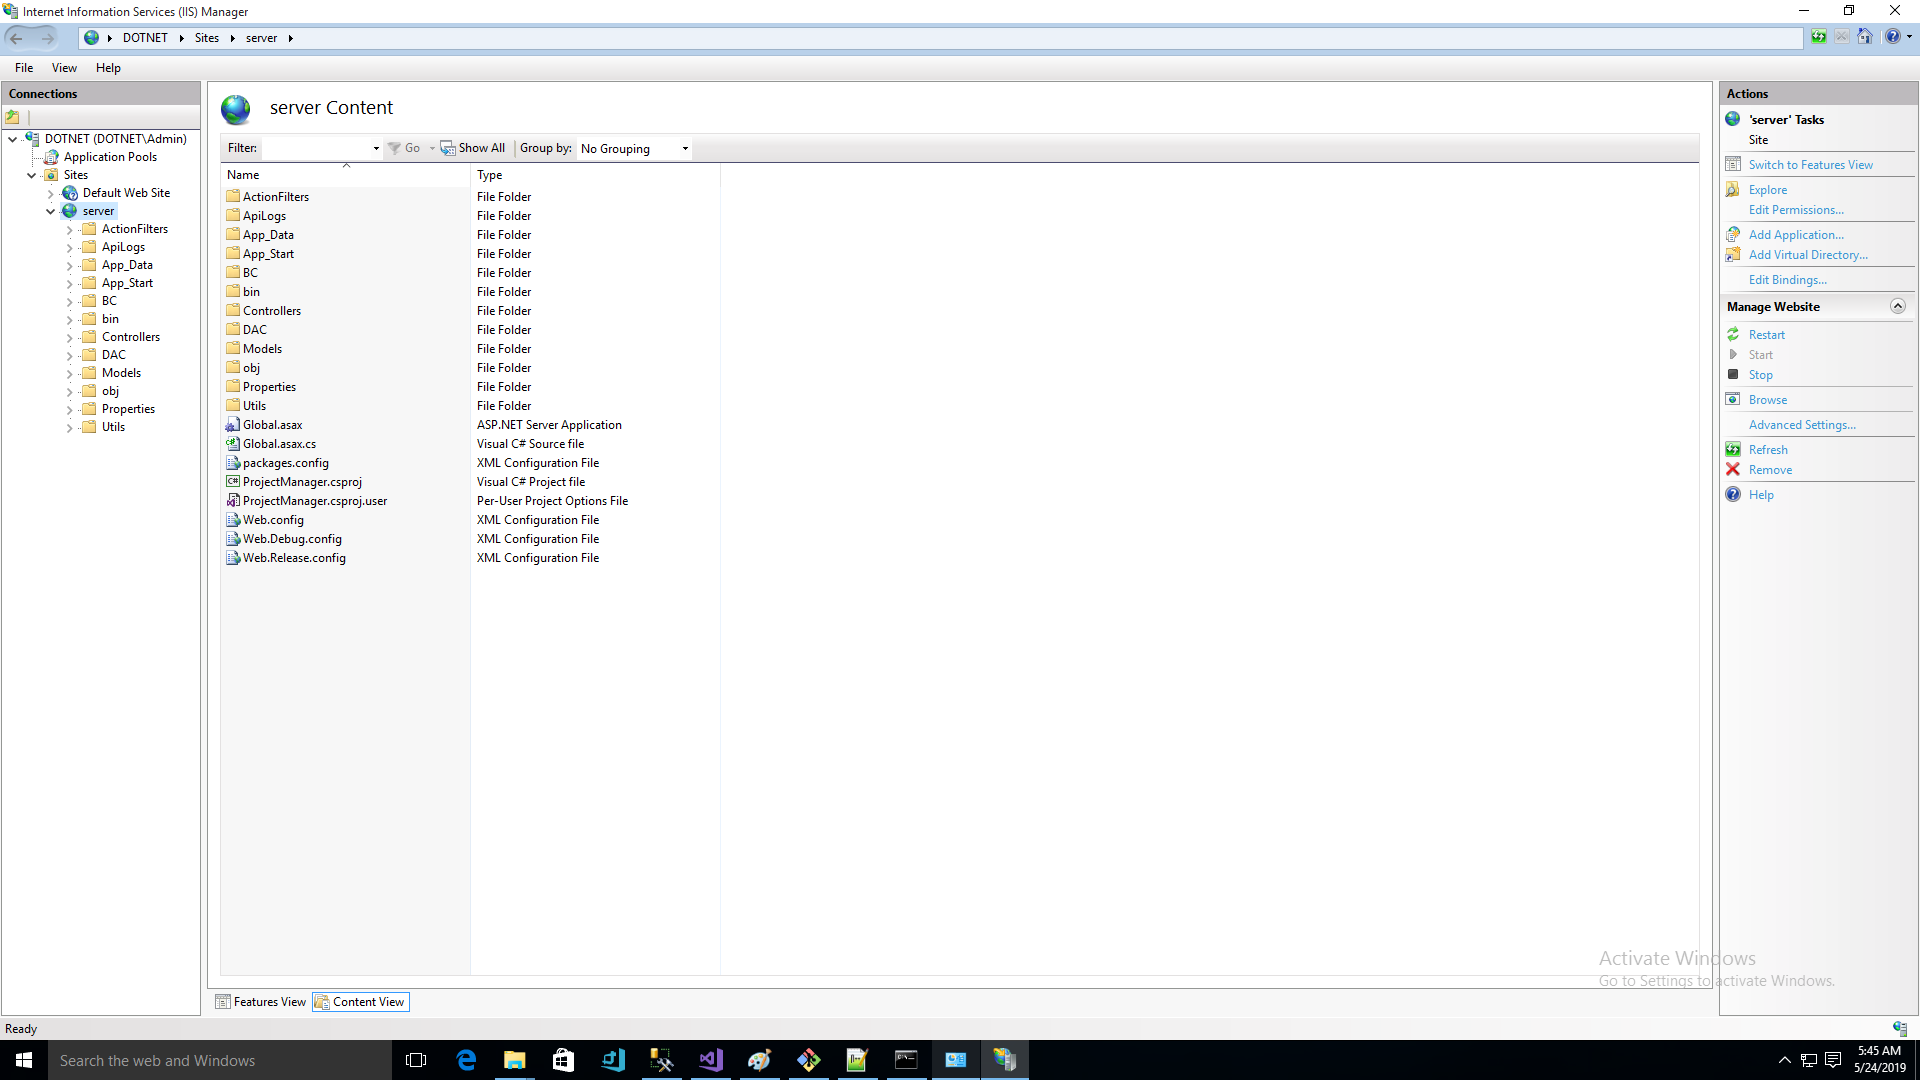 Internet Information Services (IIS) Manager
DOTNET Sites server
File View Help
Connections
DOTNET (DOTNET\Admin)
Application Pools
Sites
Default Web Site
server
ActionFilters
ApiLogs
App_Data
App_Start
BC
bin
Controllers
DAC
Models
obj
Properties
Utils
server Content
Filter: Go Show All Group by: No Grouping
Name Type
ActionFilters File Folder
ApiLogs File Folder
App_Data File Folder
App_Start File Folder
BC File Folder
bin File Folder
Controllers File Folder
DAC File Folder
Models File Folder
obj File Folder
Properties File Folder
Utils File Folder
Global.asax ASP.NET Server Application
Global.asax.cs Visual C# Source file
packages.config XML Configuration File
ProjectManager.csproj Visual C# Project file
ProjectManager.csproj.user Per-User Project Options File
Web.config XML Configuration File
Web.Debug.config XML Configuration File
Web.Release.config XML Configuration File
Features View Content View
Actions
'server' Tasks
Site
Switch to Features View
Explore
Edit Permissions...
Add Application...
Add Virtual Directory...
Edit Bindings...
Manage Website
Restart
Start
Stop
Browse
Advanced Settings...
Refresh
Remove
Help
Activate Windows
Go to Settings to activate Windows.
Ready
Search the web and Windows
5:45 AM
5/24/2019